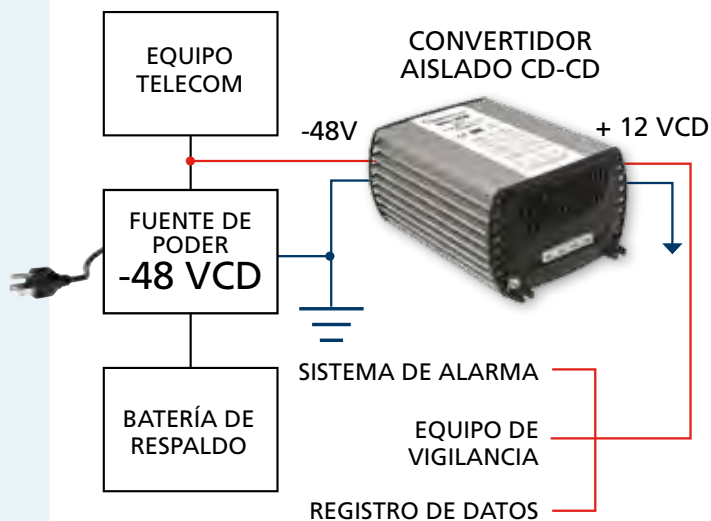 EQUIPO
TELECOM
CONVERTIDOR
AISLADO CD-CD
-48V
+ 12 VCD
FUENTE DE
PODER
-48 VCD
BATERÍA DE
RESPALDO
SISTEMA DE ALARMA
EQUIPO DE
VIGILANCIA
REGISTRO DE DATOS